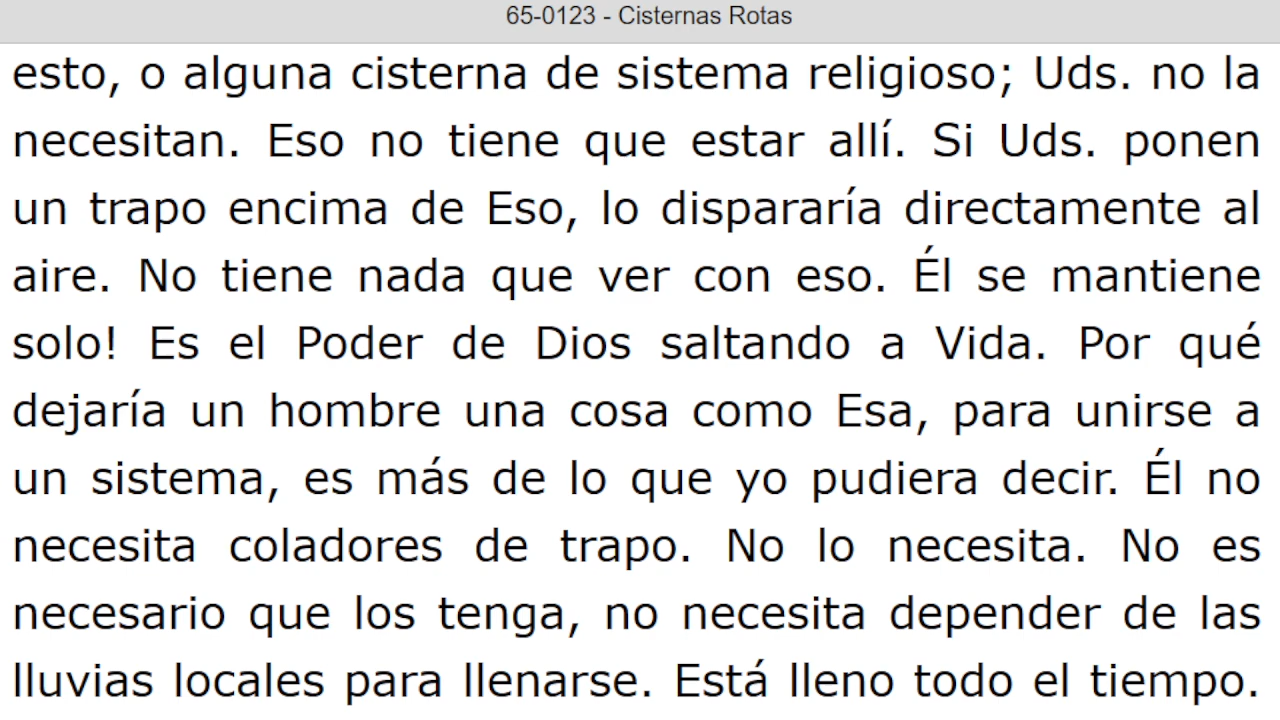 65-0123 - Cisternas Rotas
esto, o alguna cisterna de sistema religioso; Uds. no la
necesitan. Eso no tiene que estar allí. Si Uds. ponen
un trapo encima de Eso, lo dispararía directamente al
aire. No tiene nada que ver con eso. Él se mantiene
solo! Es el Poder de Dios saltando a Vida. Por qué
dejaría un hombre una cosa como Esa, para unirse a
un sistema, es más de lo que yo pudiera decir. Él no
necesita coladores de trapo. No lo necesita. No es
necesario que los tenga, no necesita depender de las
lluvias locales para llenarse. Está lleno todo el tiempo.